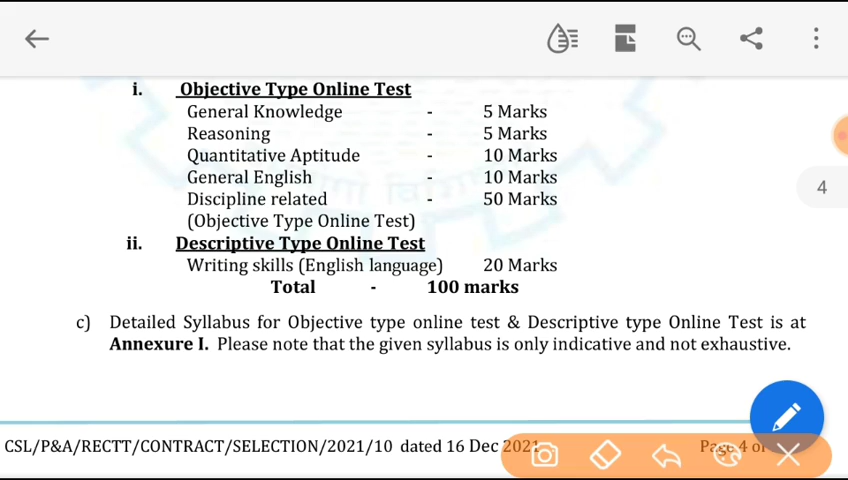 i. Objective Type Online Test
General Knowledge - 5 Marks
Reasoning - 5 Marks
4
Quantitative Aptitude - 10 Marks
General English - 10 Marks
Discipline related - 50 Marks
(Objective Type Online Test)
ii. Descriptive Type Online Test
Writing skills (English language) 20 Marks
Total - 100 marks
c) Detailed Syllabus for Objective type online test & Descriptive type Online Test is at
Annexure I. Please note that the given syllabus is only indicative and not exhaustive.
CSL/P&A/RECTT/CONTRACT/SELECTION/2021/10 dated 16 Dec 2021 Page 4 of